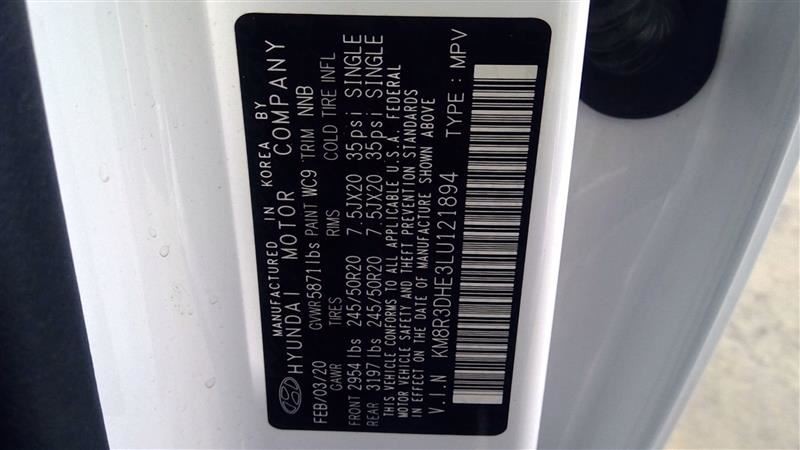 MANUFACTURED IN KOREA BY
HYUNDAI MOTOR COMPANY
FEB/03/20 GVWR5871lbs PAINT WC9 TRIM NNB
GAWR TIRES RIMS COLD TIRE INFL
FRONT 2954 lbs 245/50R20 7.5JX20 35psi SINGLE
REAR 3197 lbs 245/50R20 7.5JX20 35psi SINGLE
THIS VEHICLE CONFORMS TO ALL APPLICABLE U.S.A. FEDERAL
MOTOR VEHICLE SAFETY AND THEFT PREVENTION STANDARDS
IN EFFECT ON THE DATE OF MANUFACTURE SHOWN ABOVE
V.I.N KM8R3DHE3LU121894 TYPE : MPV